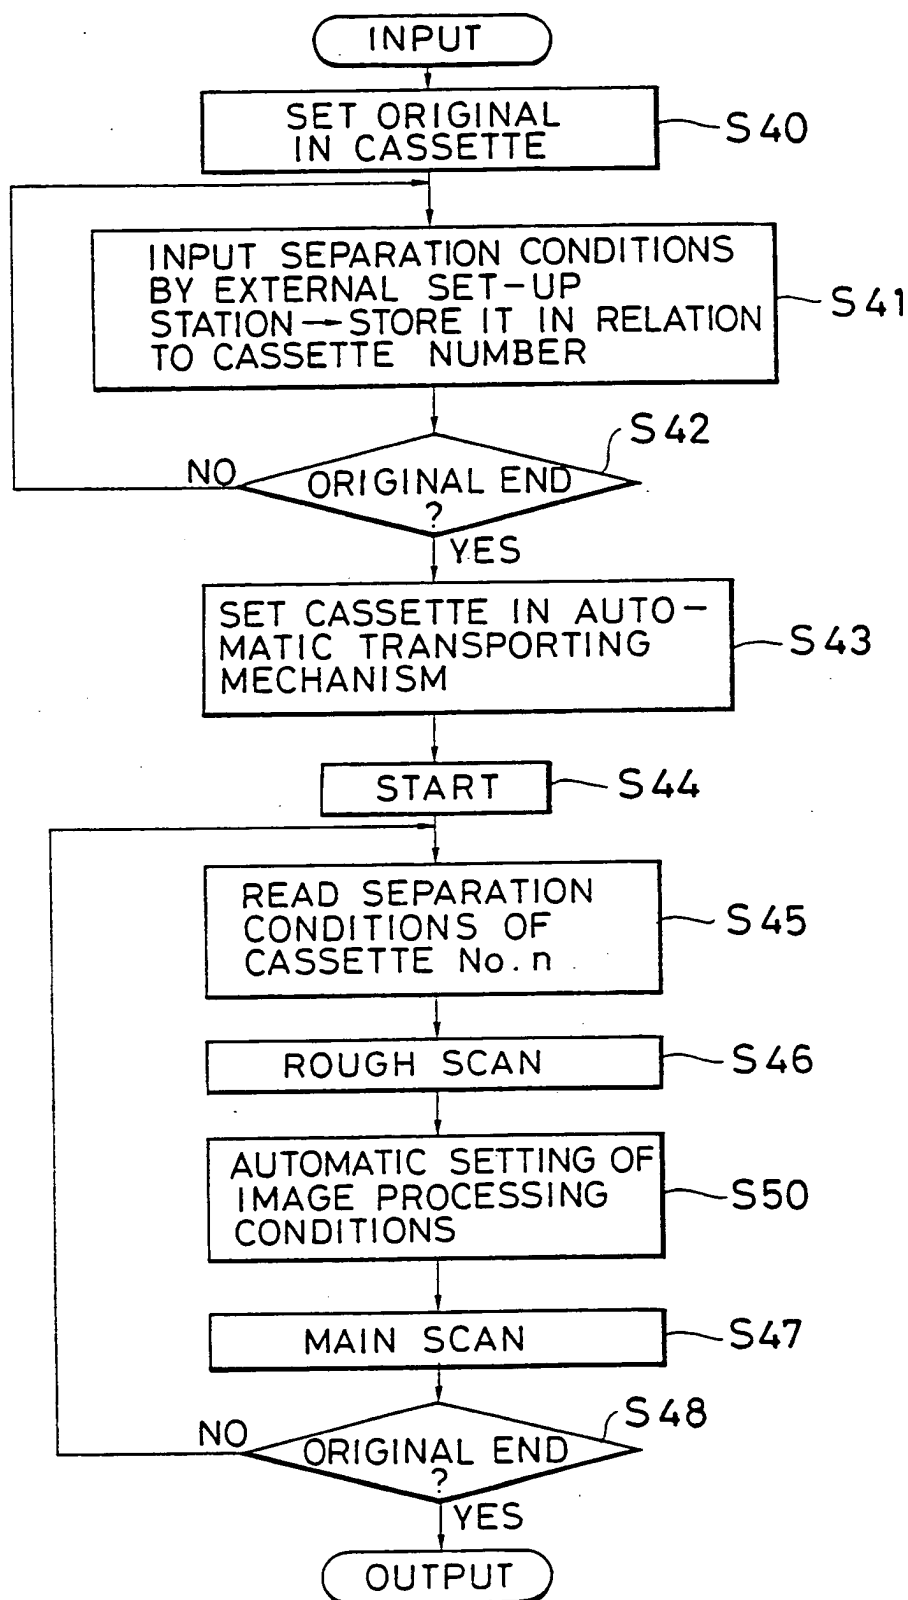 INPUT
SET ORIGINAL
IN CASSETTE
S40
INPUT SEPARATION CONDITIONS
BY EXTERNAL SET-UP
STATION→STORE IT IN RELATION
TO CASSETTE NUMBER
S41
S42
NO
ORIGINAL END
?
YES
SET CASSETTE IN AUTO-
MATIC TRANSPORTING
MECHANISM
S43
START
S44
READ SEPARATION
CONDITIONS OF
CASSETTE No.n
S45
ROUGH SCAN
S46
AUTOMATIC SETTING OF
IMAGE PROCESSING
CONDITIONS
S50
MAIN SCAN
S47
S48
NO
ORIGINAL END
?
YES
OUTPUT